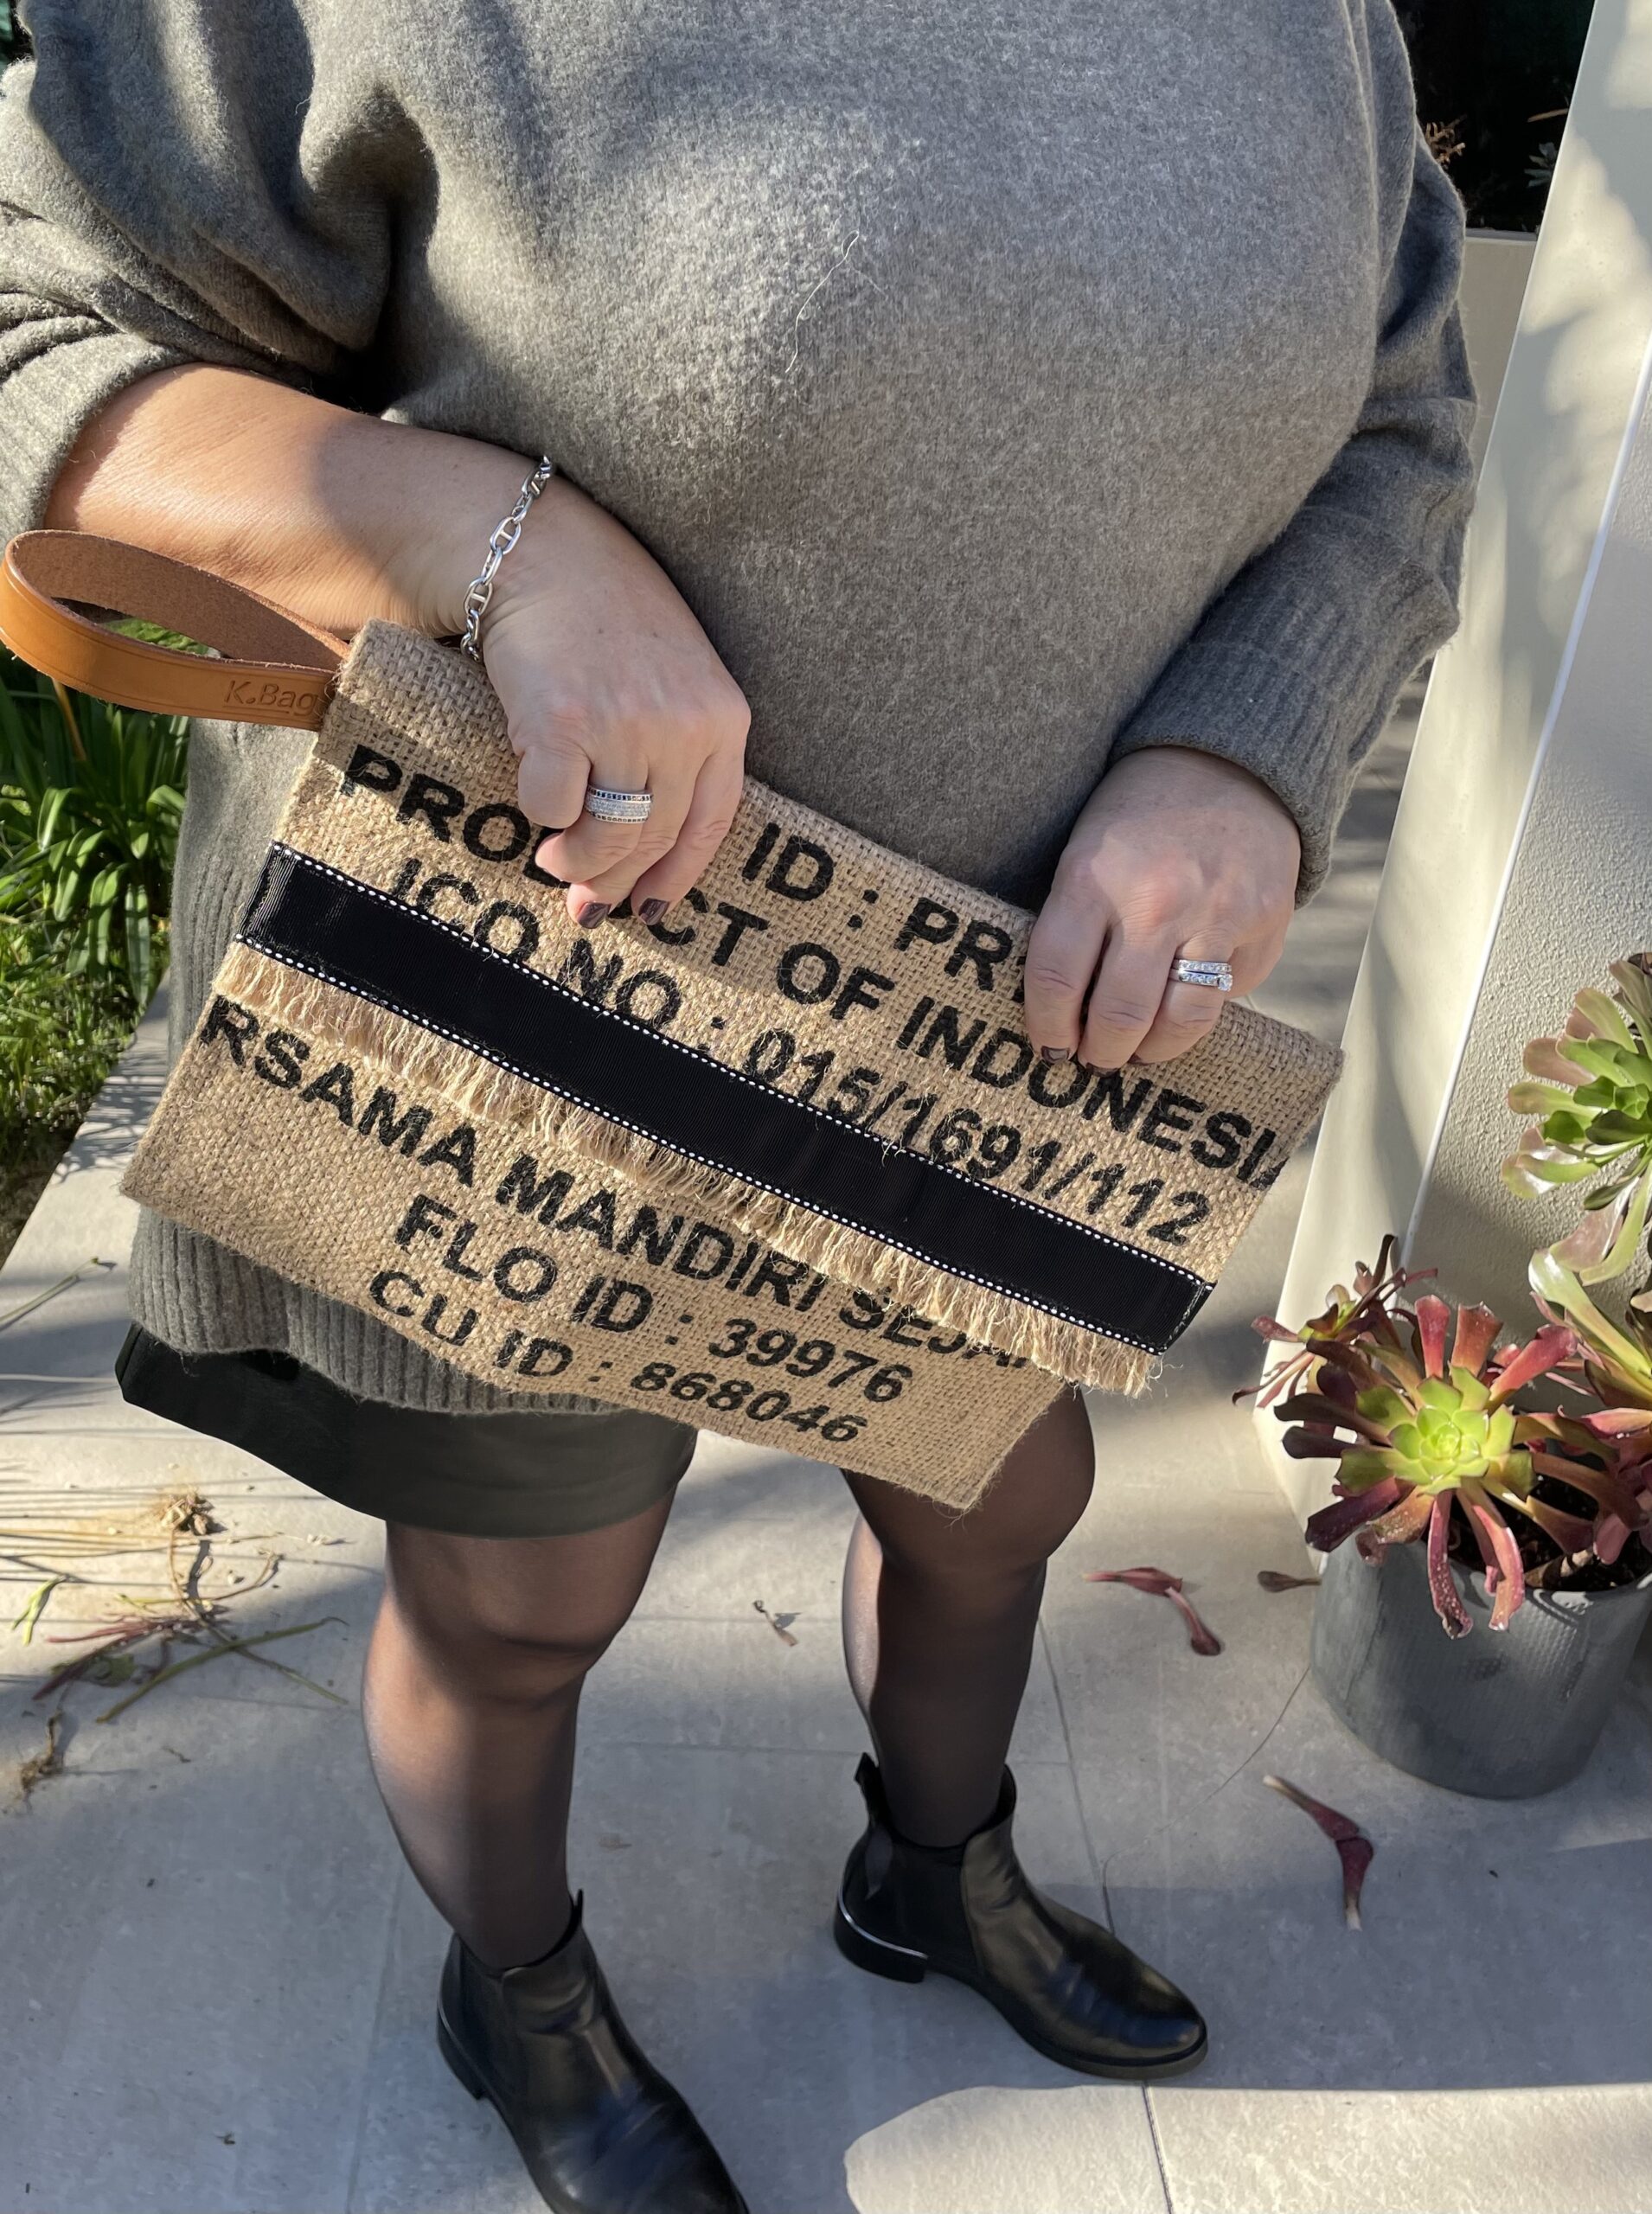 K.Bag
ID : PR
PRODUCT OF INDONESIA
ICO NO : 015/1691/112
RSAMA MANDIRI SEJA
FLO ID : 39976
CU ID : 868046